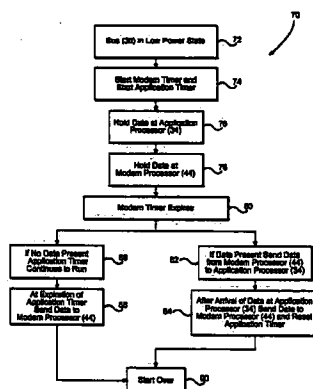 70
Bus (36) in Low Power State
72
Start Modem Timer and
Start Application Timer
74
Hold Data at Application
Processor (34)
76
Hold Data at
Modem Processor (44)
78
Modem Timer Expires
80
If No Data Present
Application Timer
Continues to Run
86
If Data Present Send Data
from Modem Processor (44)
to Application Processor (34)
82
At Expiration of
Application Timer
Send Data to
Modem Processor (44)
88
After Arrival of Data at Application
Processor (34) Send Data to
Modem Processor (44) and Reset
Application Timer
84
Start Over
90